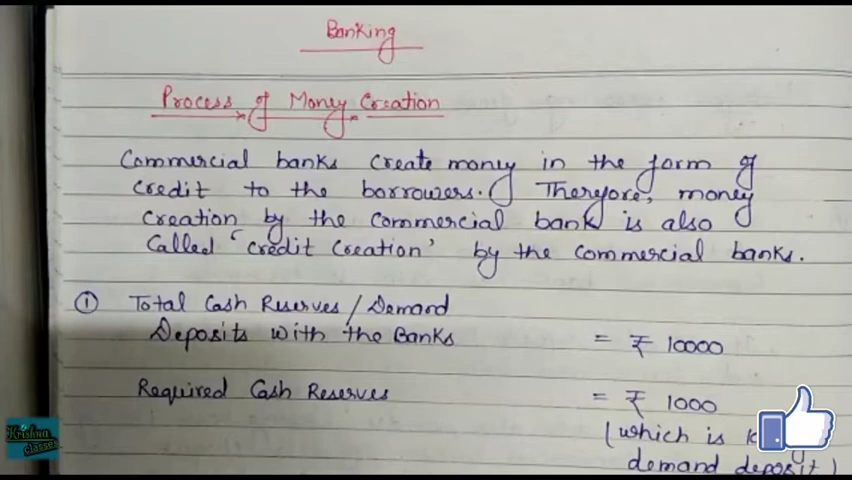 Banking
Process of Money Creation
Commercial banks create money in the form of
credit to the borrowers. Therefore, money
creation by the commercial bank is also
called 'credit creation' by the commercial banks.
① Total Cash Reserves / Demand
Deposits with the Banks = ₹ 10000
Required Cash Reserves = ₹ 1000
(which is
demand deposit)
Krishna
classes